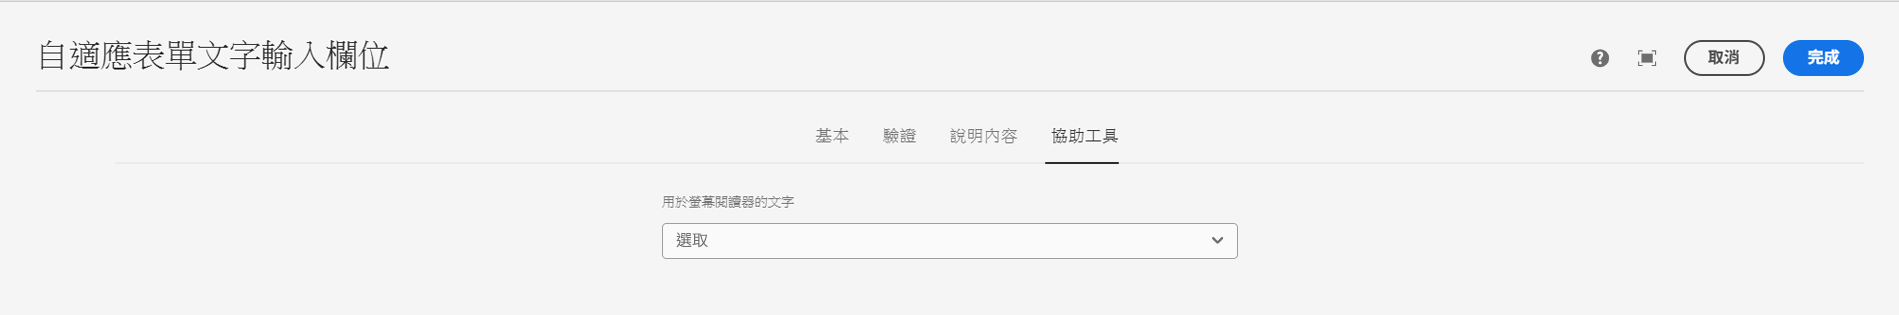 自適應表單文字輸入欄位
取消
完成
基本 驗證 說明內容 協助工具
用於螢幕閱讀器的文字
選取